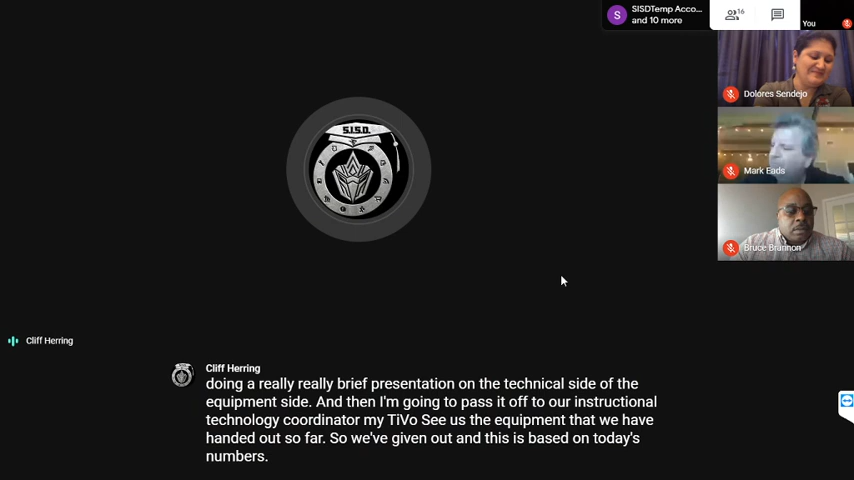 SISDTemp Acco...
and 10 more
16
You
Dolores Sendejo
Mark Eads
Bruce Brannon
S.I.S.D.
Cliff Herring
Cliff Herring
doing a really really brief presentation on the technical side of the
equipment side. And then I'm going to pass it off to our instructional
technology coordinator my TiVo See us the equipment that we have
handed out so far. So we've given out and this is based on today's
numbers.